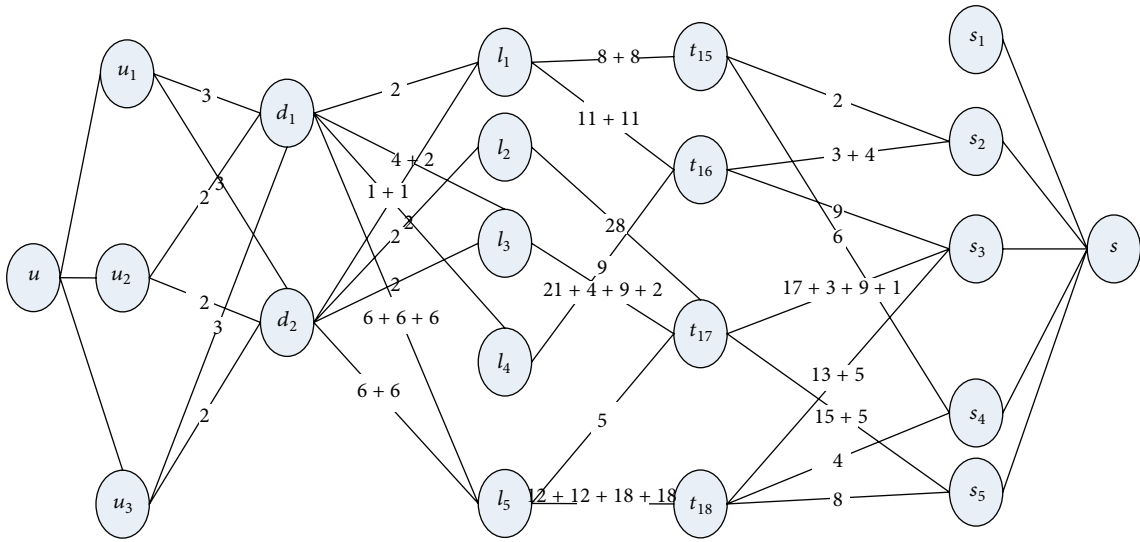 u
u1
u2
u3
3
3
2
2
3
2
d1
d2
2
4 + 2
1 + 1
2
2
2
6 + 6 + 6
6 + 6
l1
l2
l3
l4
l5
8 + 8
11 + 11
28
9
21 + 4 + 9 + 2
5
12 + 12 + 18 + 18
t15
t16
t17
t18
2
3 + 4
9
6
17 + 3 + 9 + 1
13 + 5
15 + 5
4
8
s1
s2
s3
s4
s5
s